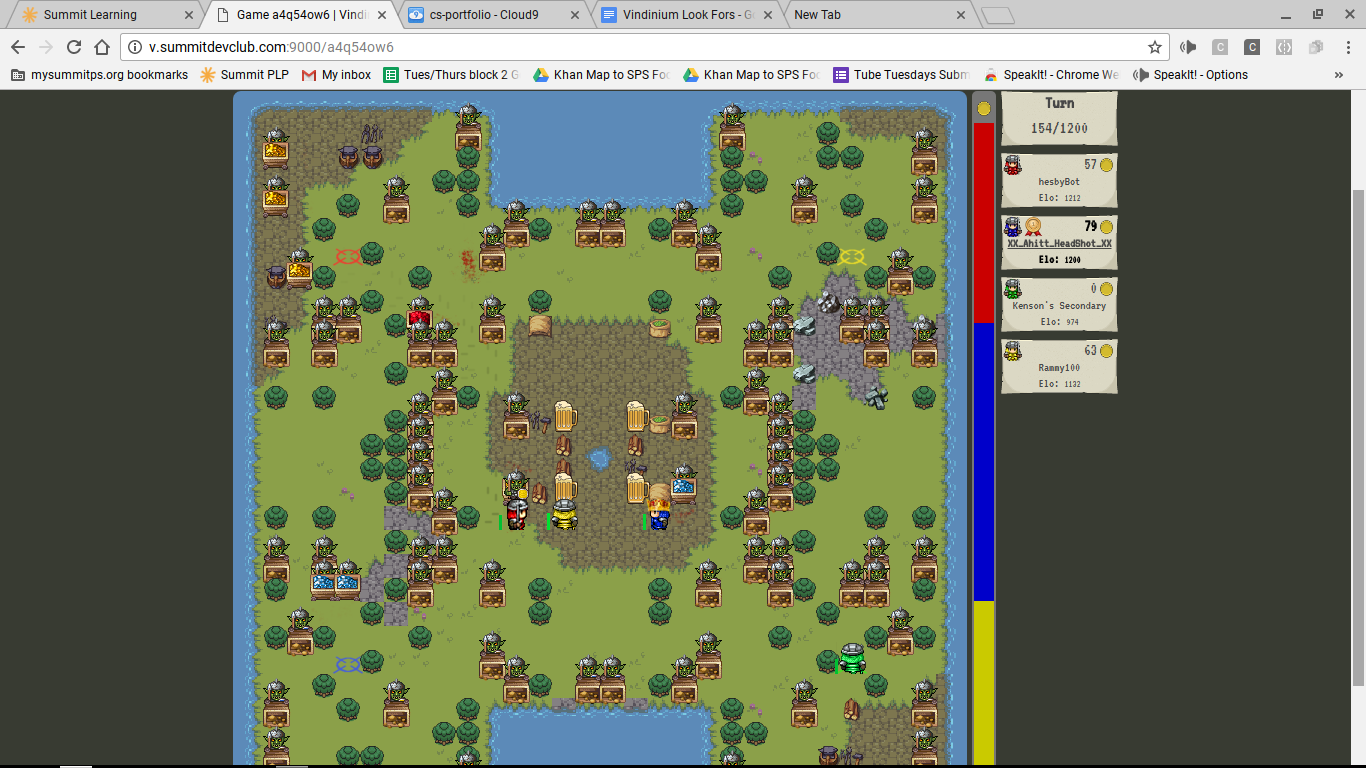 Summit Learning
Game a4q54ow6 | Vindi
cs-portfolio - Cloud9
Vindinium Look Fors - G
New Tab
v.summitdevclub.com:9000/a4q54ow6
mysummitps.org bookmarks
Summit PLP
My inbox
Tues/Thurs block 2 G
Khan Map to SPS Foc
Khan Map to SPS Foc
Tube Tuesdays Subm
SpeakIt! - Chrome We
SpeakIt! - Options
»
Turn
154/1200
57
hesbyBot
Elo: 1212
79
XX_Ahitt_HeadShot_XX
Elo: 1200
0
Kenson's Secondary
Elo: 974
63
Rammy100
Elo: 1132